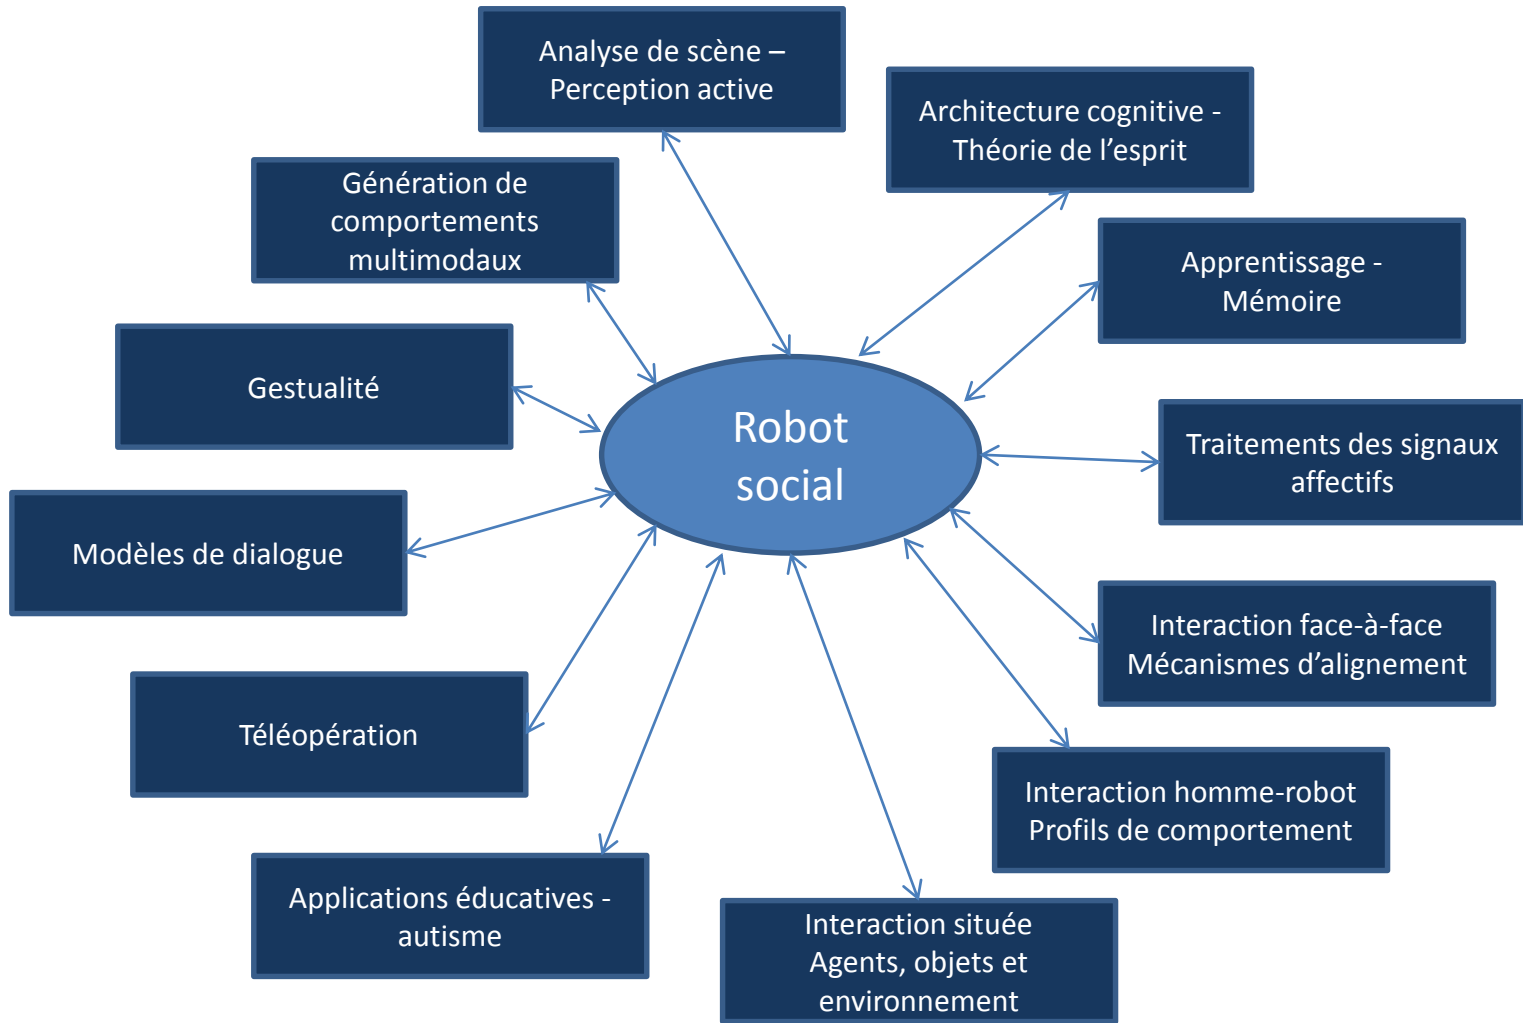 Analyse de scène –
Perception active
Architecture cognitive -
Théorie de l’esprit
Génération de
comportements
multimodaux
Apprentissage -
Mémoire
Gestualité
Robot
social
Traitements des signaux
affectifs
Modèles de dialogue
Interaction face-à-face
Mécanismes d’alignement
Téléopération
Interaction homme-robot
Profils de comportement
Applications éducatives -
autisme
Interaction située
Agents, objets et
environnement